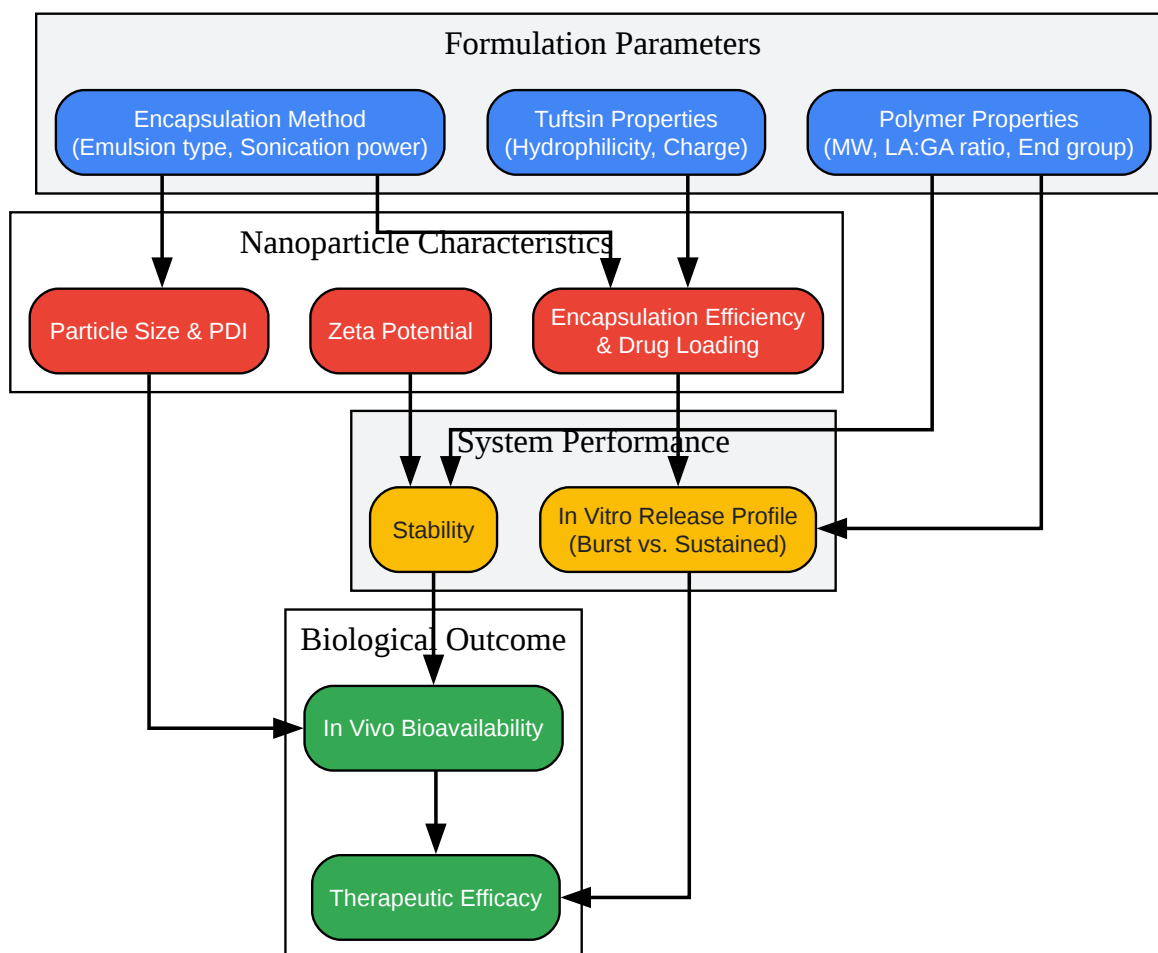 Formulation Parameters
Encapsulation Method
(Emulsion type, Sonication power)
Tuftsin Properties
(Hydrophilicity, Charge)
Polymer Properties
(MW, LA:GA ratio, End group)
Nanoparticle Characteristics
Particle Size & PDI
Zeta Potential
Encapsulation Efficiency
& Drug Loading
System Performance
Stability
In Vitro Release Profile
(Burst vs. Sustained)
Biological Outcome
In Vivo Bioavailability
Therapeutic Efficacy